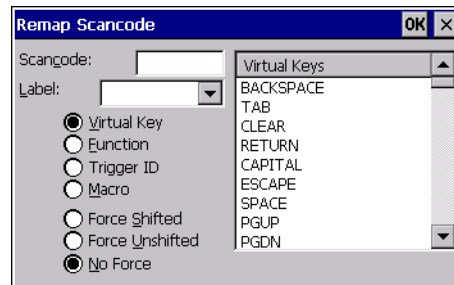 Remap Scancode OK ×
Scancode:
Label:
Virtual Key
Function
Trigger ID
Macro
Force Shifted
Force Unshifted
No Force
Virtual Keys
BACKSPACE
TAB
CLEAR
RETURN
CAPITAL
ESCAPE
SPACE
PGUP
PGDN